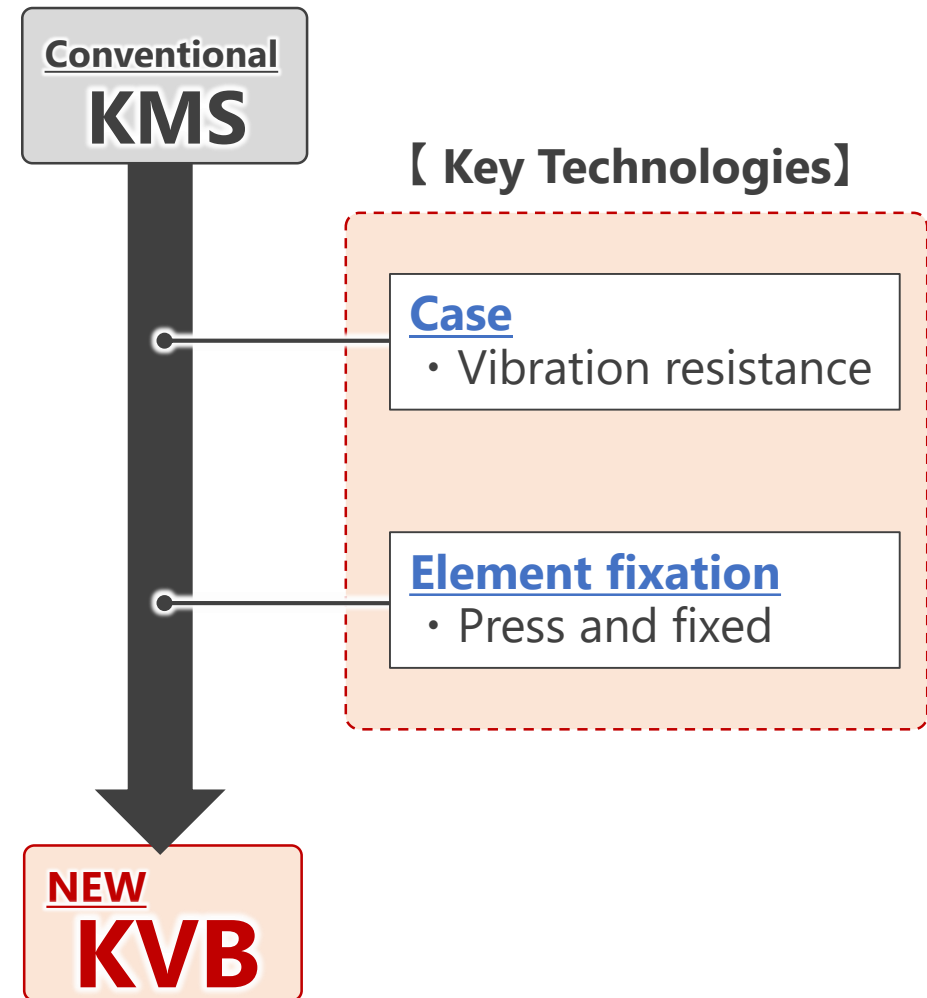 Conventional
KMS
【 Key Technologies】
Case
・Vibration resistance
Element fixation
・Press and fixed
NEW
KVB